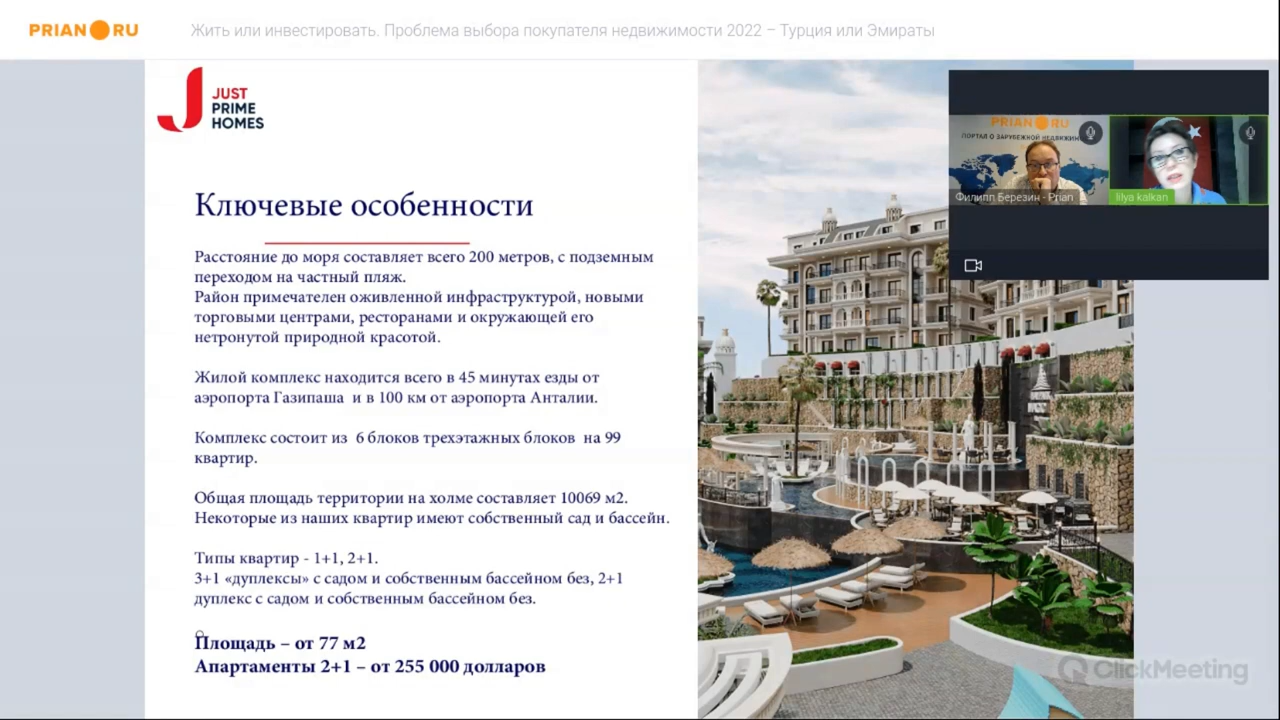 PRIAN RU
Жить или инвестировать. Проблема выбора покупателя недвижимости 2022 – Турция или Эмираты
JUST
PRIME
HOMES
PRIAN RU
ПОРТАЛ О ЗАРУБЕЖНОЙ НЕДВИЖИМ
Филипп Березин - Prian
lilya kalkan
Ключевые особенности
Расстояние до моря составляет всего 200 метров, с подземным
переходом на частный пляж.
Район примечателен оживленной инфраструктурой, новыми
торговыми центрами, ресторанами и окружающей его
нетронутой природной красотой.
Жилой комплекс находится всего в 45 минутах езды от
аэропорта Газипаша и в 100 км от аэропорта Анталии.
Комплекс состоит из 6 блоков трехэтажных блоков на 99
квартир.
Общая площадь территории на холме составляет 10069 м2.
Некоторые из наших квартир имеют собственный сад и бассейн.
Типы квартир - 1+1, 2+1.
3+1 «дуплексы» с садом и собственным бассейном без, 2+1
дуплекс с садом и собственным бассейном без.
Площадь – от 77 м2
Апартаменты 2+1 – от 255 000 долларов
ClickMeeting